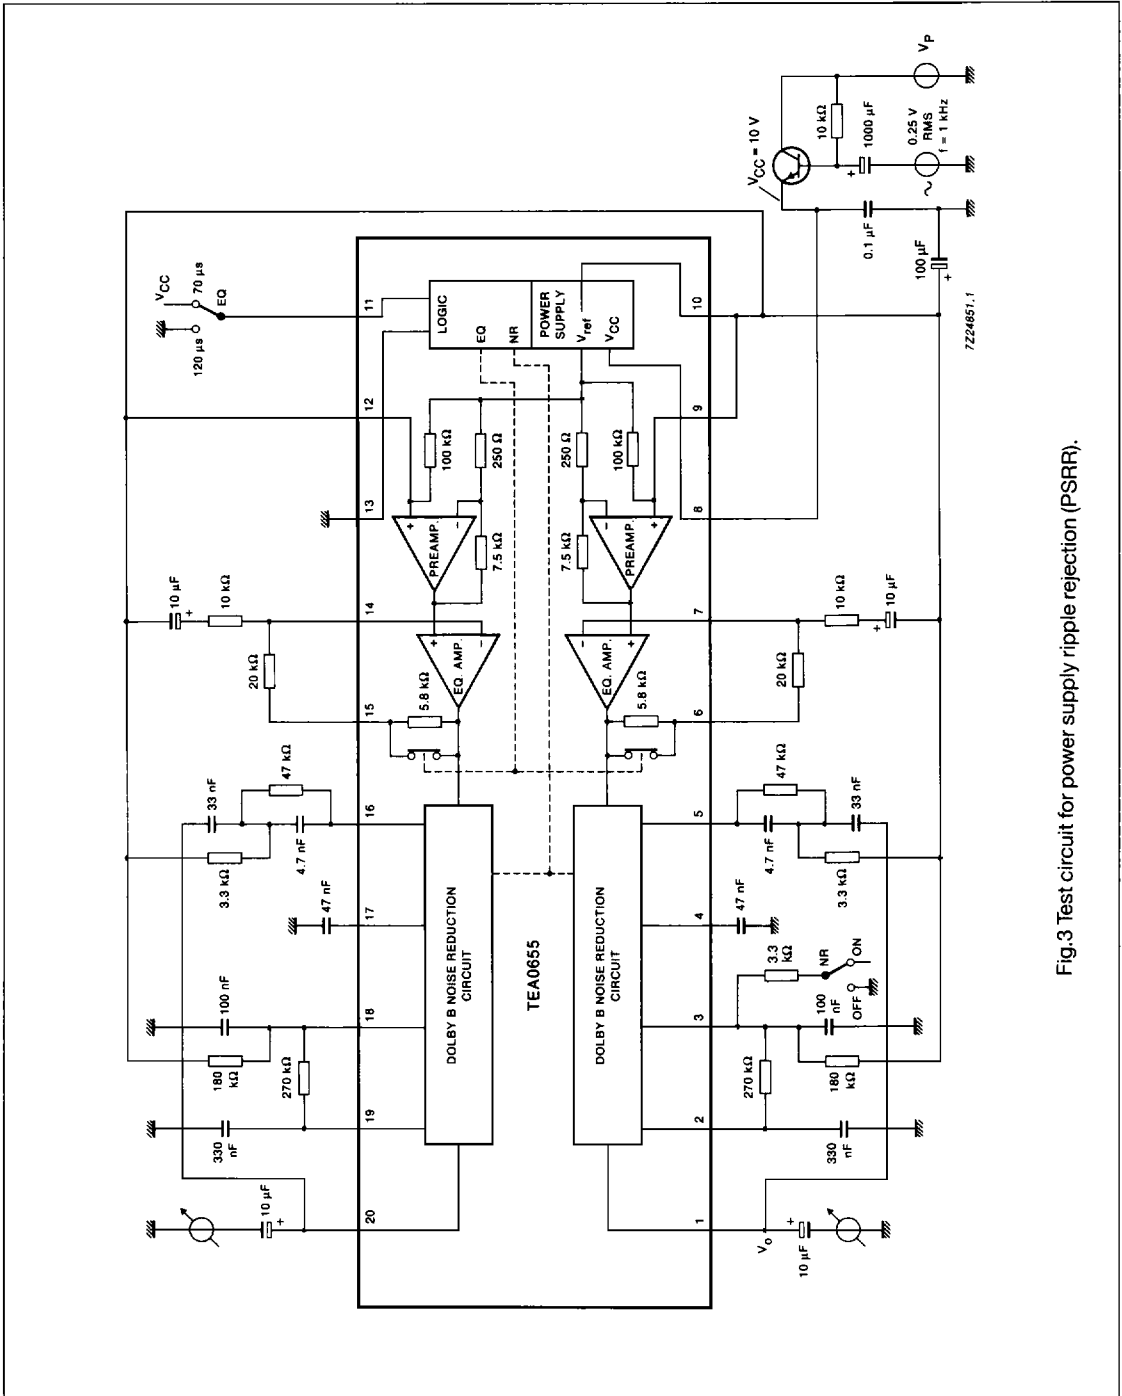 VCC
70 μs
EQ
120 μs
10 μF
10 kΩ
20 kΩ
47 kΩ
33 nF
4.7 nF
3.3 kΩ
47 nF
100 nF
180
kΩ
270 kΩ
330
nF
10 μF
+
+
11
12
13
14
15
16
17
18
19
20
LOGIC
EQ
NR
POWER
SUPPLY
Vref
VCC
100 kΩ
250 Ω
250 Ω
100 kΩ
7.5 kΩ
7.5 kΩ
+
PREAMP.
-
-
PREAMP.
+
+
EQ. AMP.
-
-
EQ. AMP.
+
5.8 kΩ
5.8 kΩ
DOLBY B NOISE REDUCTION
CIRCUIT
TEA0655
DOLBY B NOISE REDUCTION
CIRCUIT
10
9
8
7
6
5
4
3
2
1
VCC = 10 V
10 kΩ
1000 μF
+
0.25 V
RMS
f = 1 kHz
~
VP
0.1 μF
100 μF
+
7Z24651.1
10 kΩ
10 μF
+
20 kΩ
47 kΩ
33 nF
4.7 nF
3.3 kΩ
47 nF
3.3
kΩ
NR
ON
OFF
100
nF
180
kΩ
270 kΩ
330
nF
Vo
10 μF
+
Fig.3 Test circuit for power supply ripple rejection (PSRR).